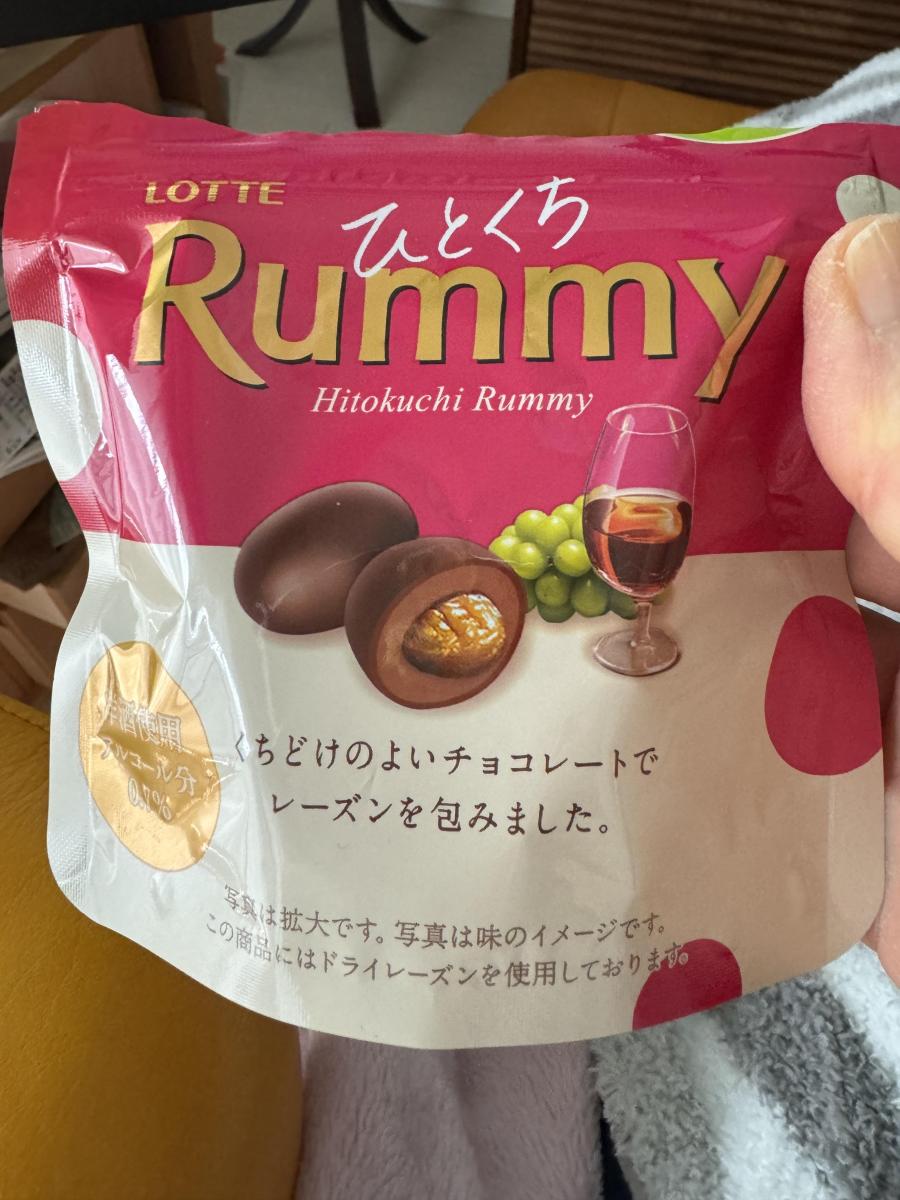 LOTTE
ひとくち
Rummy
Hitokuchi Rummy
洋酒使用
アルコール分
0.7%
くちどけのよいチョコレートで
レーズンを包みました。
写真は拡大です。写真は味のイメージです。
この商品にはドライレーズンを使用しております。